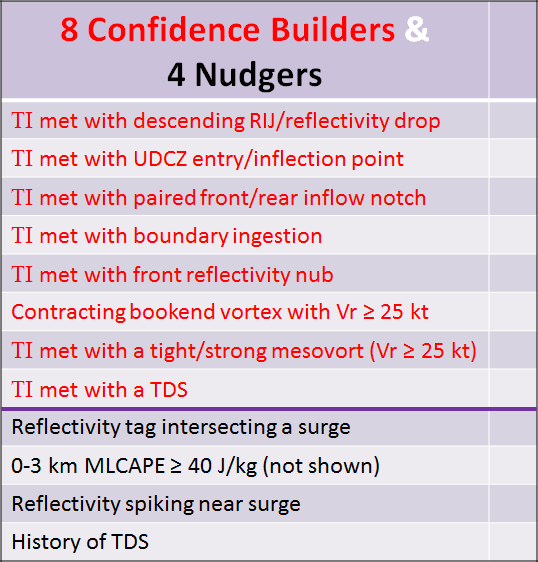 8 Confidence Builders &
4 Nudgers
TI met with descending RIJ/reflectivity drop
TI met with UDCZ entry/inflection point
TI met with paired front/rear inflow notch
TI met with boundary ingestion
TI met with front reflectivity nub
Contracting bookend vortex with Vr ≥ 25 kt
TI met with a tight/strong mesovort (Vr ≥ 25 kt)
TI met with a TDS
Reflectivity tag intersecting a surge
0-3 km MLCAPE ≥ 40 J/kg (not shown)
Reflectivity spiking near surge
History of TDS